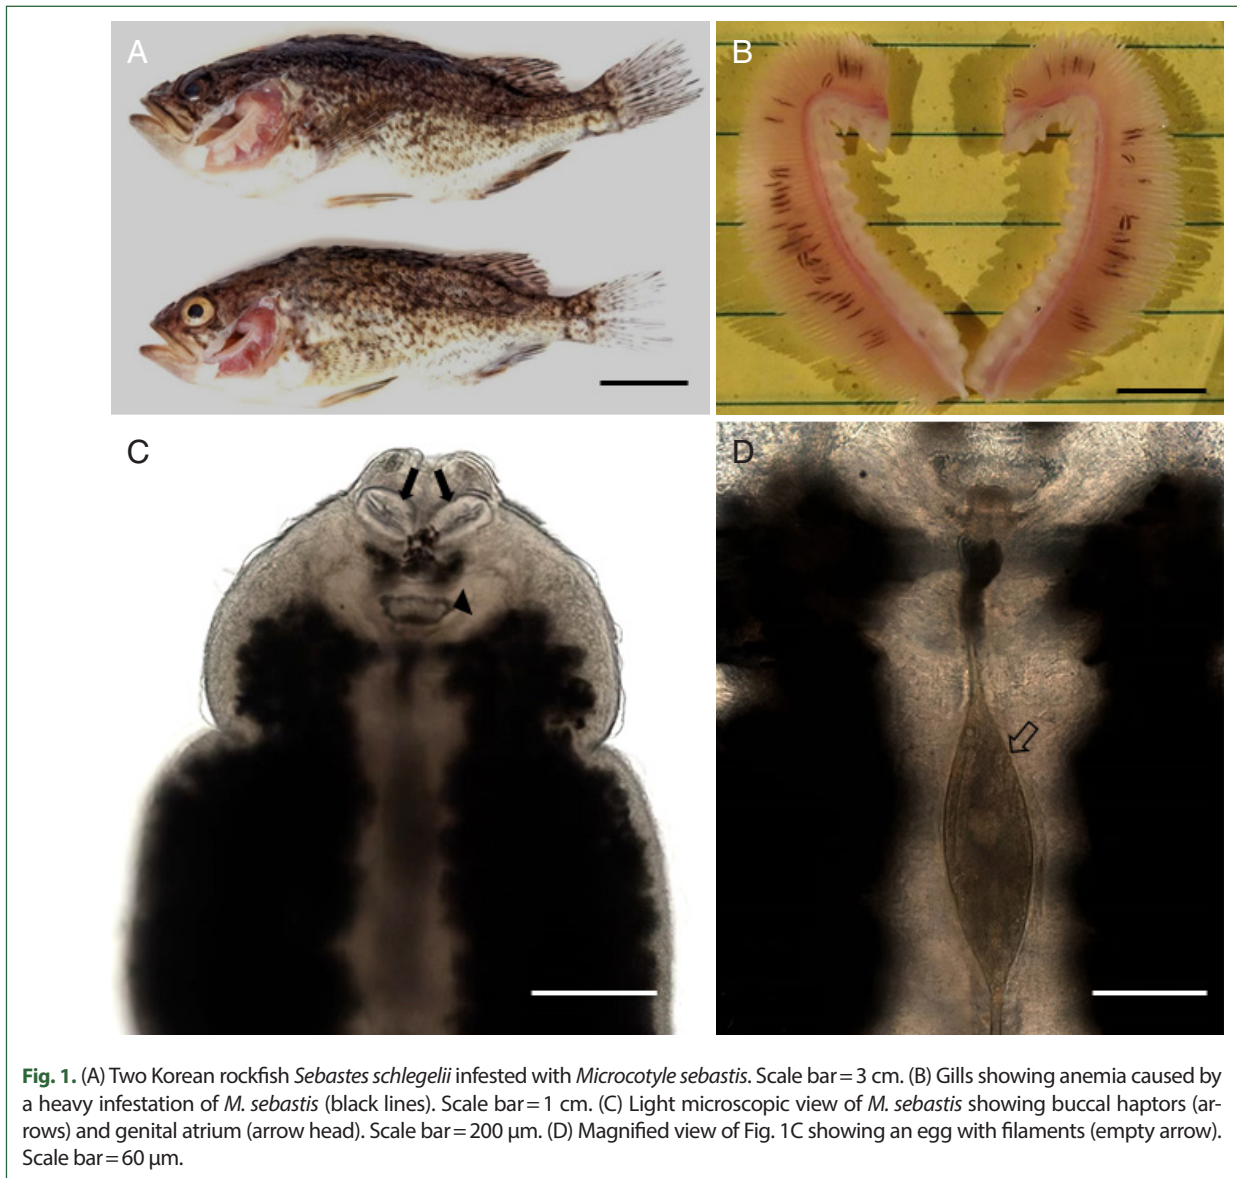 A
B
C
D
Fig. 1. (A) Two Korean rockfish Sebastes schlegelii infested with Microcotyle sebastis. Scale bar = 3 cm. (B) Gills showing anemia caused by
a heavy infestation of M. sebastis (black lines). Scale bar = 1 cm. (C) Light microscopic view of M. sebastis showing buccal haptors (ar-
rows) and genital atrium (arrow head). Scale bar = 200 μm. (D) Magnified view of Fig. 1C showing an egg with filaments (empty arrow).
Scale bar = 60 μm.